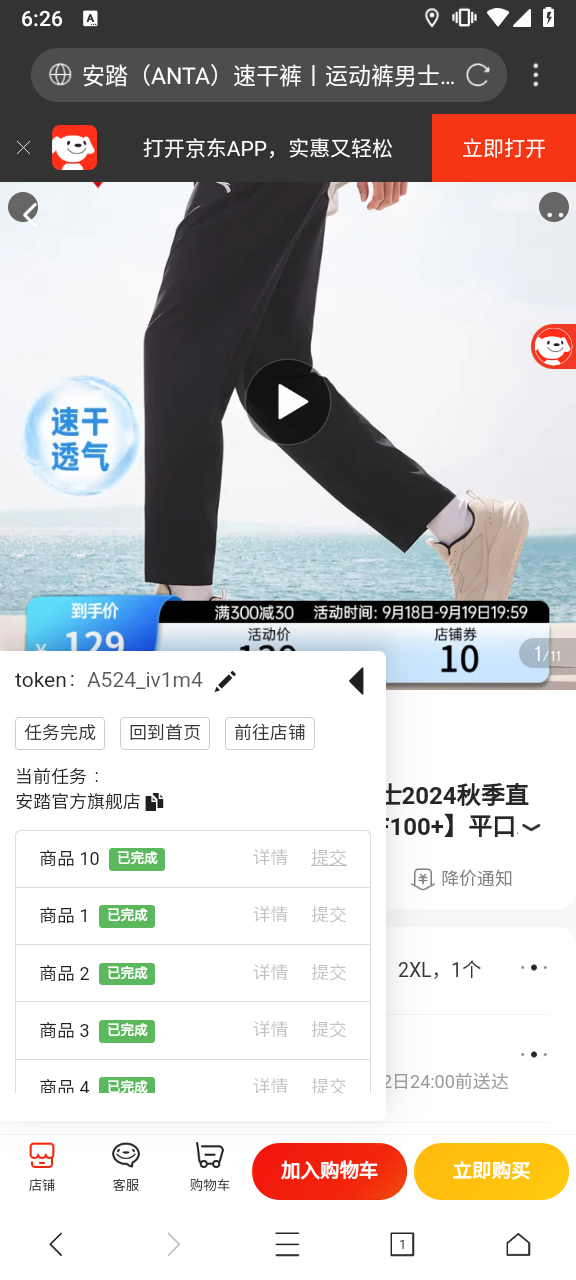 6:26
A
安踏（ANTA）速干裤丨运动裤男士...
打开京东APP，实惠又轻松
立即打开
速干
透气
到手价
满300减30 活动时间: 9月18日-9月19日19:59
¥129
活动价
店铺券
10
1/11
token: A524_iv1m4
任务完成
回到首页
前往店铺
当前任务：
安踏官方旗舰店
士2024秋季直
100+】平口
降价通知
商品 10 已完成 详情 提交
商品 1 已完成 详情 提交
2XL，1个
商品 2 已完成 详情 提交
商品 3 已完成 详情 提交
商品 4 已完成 详情 提交
2日24:00前送达
店铺
客服
购物车
加入购物车
立即购买
1